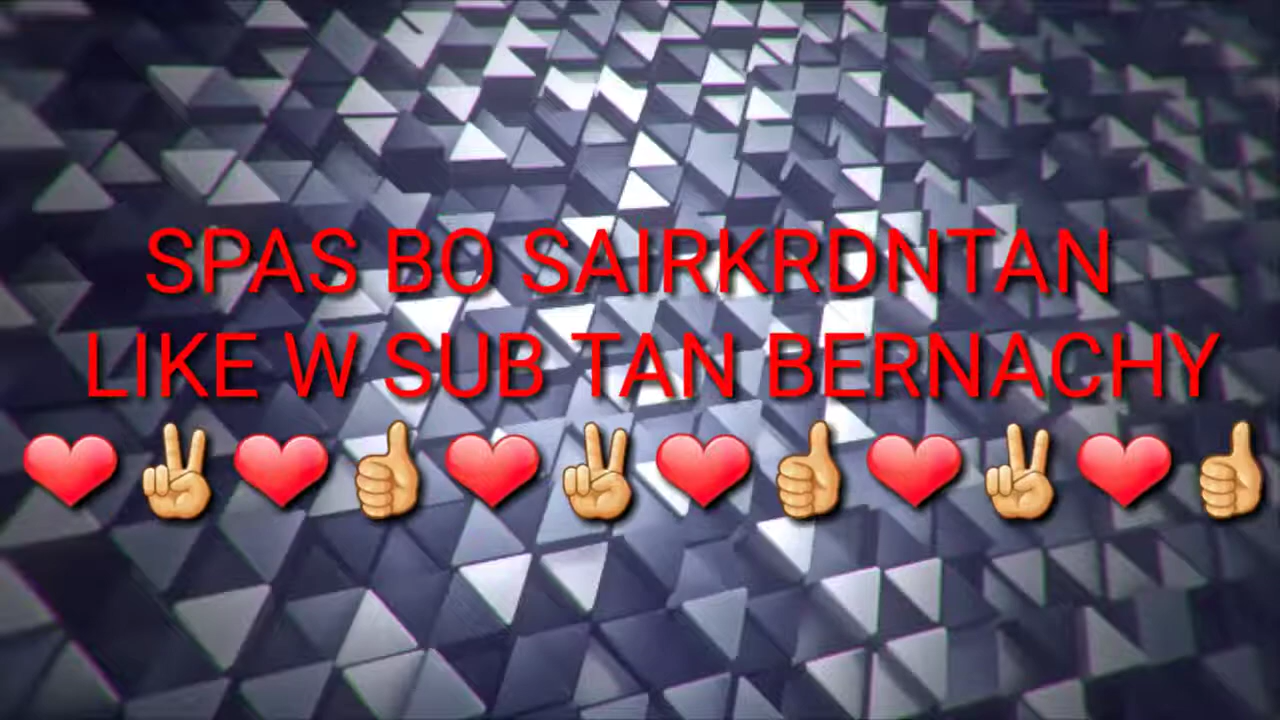 SPAS BO SAIRKRDNTAN
LIKE W SUB TAN BERNACHY
❤✌❤👍❤✌❤👍❤✌❤👍